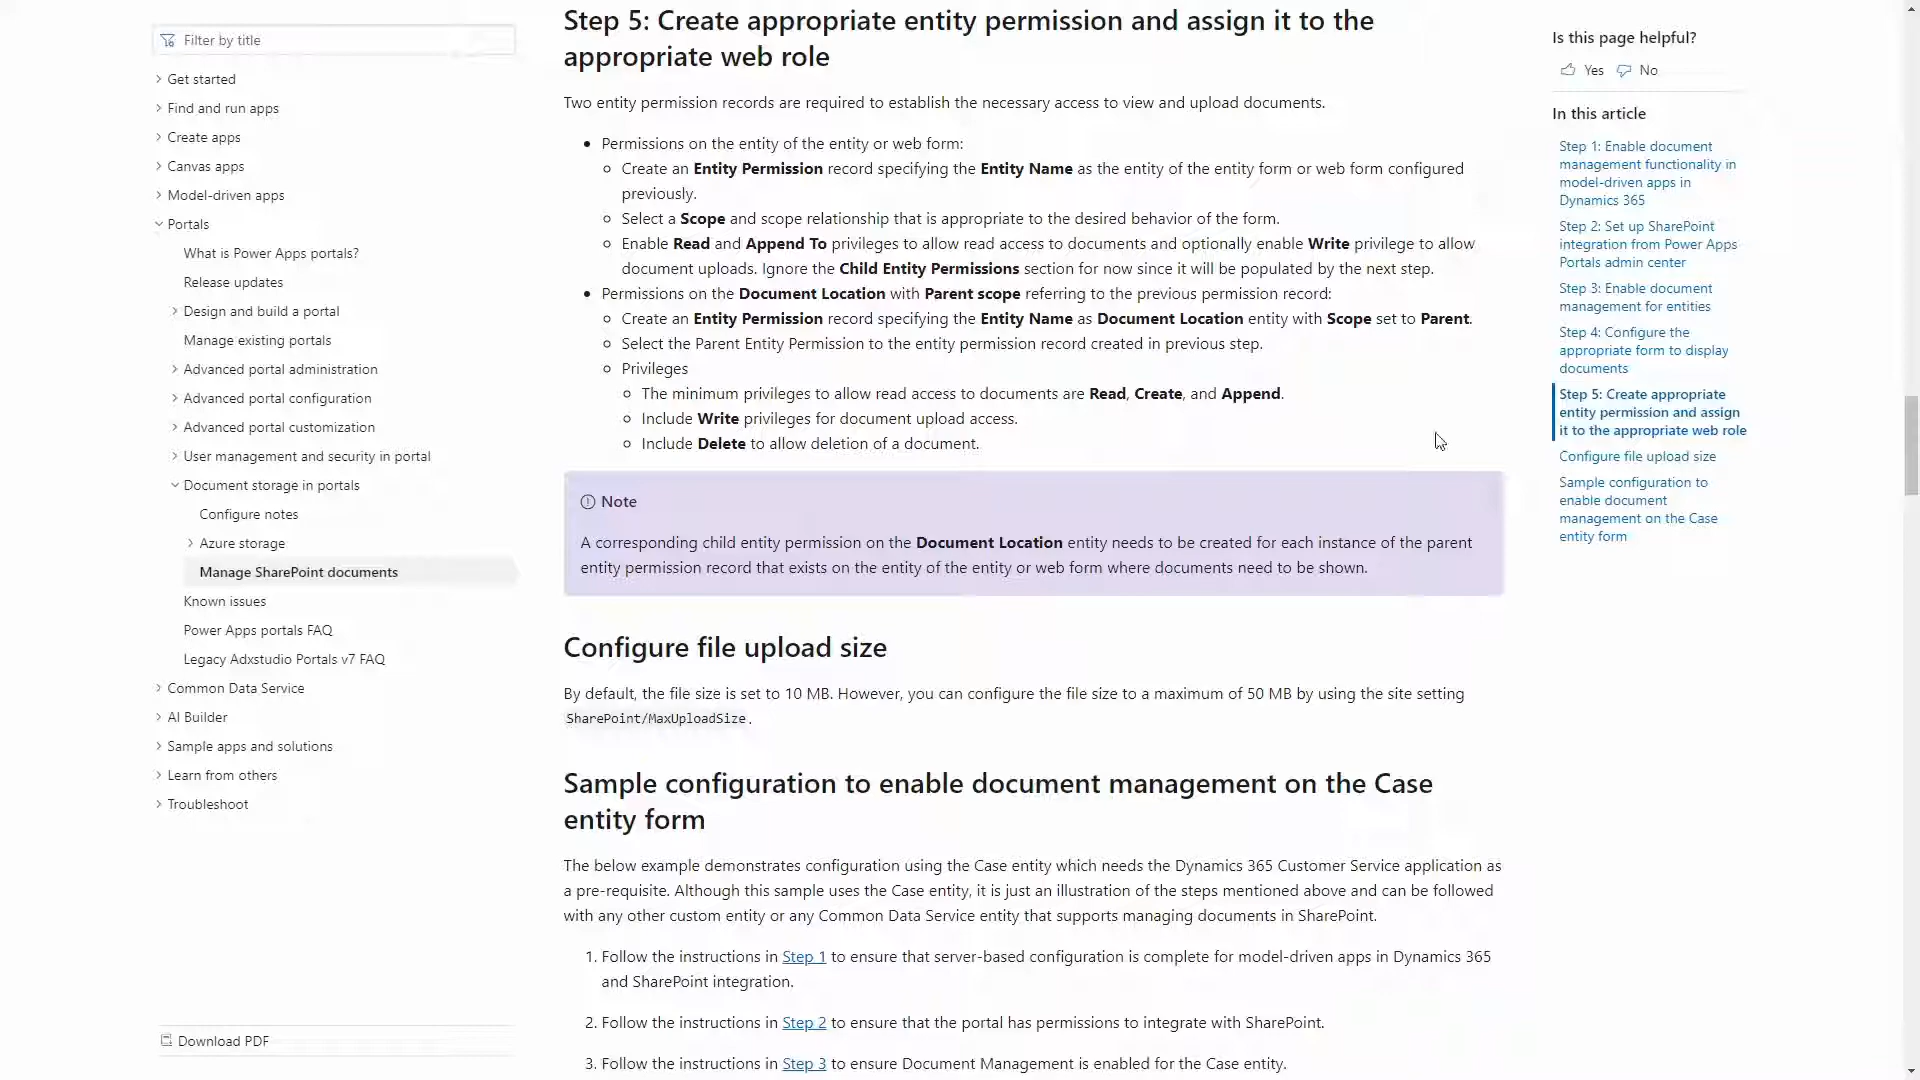 Filter by title
Get started
Find and run apps
Create apps
Canvas apps
Model-driven apps
Portals
What is Power Apps portals?
Release updates
Design and build a portal
Manage existing portals
Advanced portal administration
Advanced portal configuration
Advanced portal customization
User management and security in portal
Document storage in portals
Configure notes
Azure storage
Manage SharePoint documents
Known issues
Power Apps portals FAQ
Legacy Adxstudio Portals v7 FAQ
Common Data Service
AI Builder
Sample apps and solutions
Learn from others
Troubleshoot
Download PDF
Step 5: Create appropriate entity permission and assign it to the
appropriate web role
Two entity permission records are required to establish the necessary access to view and upload documents.
• Permissions on the entity of the entity or web form:
Create an Entity Permission record specifying the Entity Name as the entity of the entity form or web form configured
previously.
Select a Scope and scope relationship that is appropriate to the desired behavior of the form.
Enable Read and Append To privileges to allow read access to documents and optionally enable Write privilege to allow
document uploads. Ignore the Child Entity Permissions section for now since it will be populated by the next step.
• Permissions on the Document Location with Parent scope referring to the previous permission record:
Create an Entity Permission record specifying the Entity Name as Document Location entity with Scope set to Parent.
Select the Parent Entity Permission to the entity permission record created in previous step.
Privileges
The minimum privileges to allow read access to documents are Read, Create, and Append.
Include Write privileges for document upload access.
Include Delete to allow deletion of a document.
Note
A corresponding child entity permission on the Document Location entity needs to be created for each instance of the parent
entity permission record that exists on the entity of the entity or web form where documents need to be shown.
Configure file upload size
By default, the file size is set to 10 MB. However, you can configure the file size to a maximum of 50 MB by using the site setting
SharePoint/MaxUploadSize.
Sample configuration to enable document management on the Case
entity form
The below example demonstrates configuration using the Case entity which needs the Dynamics 365 Customer Service application as
a pre-requisite. Although this sample uses the Case entity, it is just an illustration of the steps mentioned above and can be followed
with any other custom entity or any Common Data Service entity that supports managing documents in SharePoint.
1. Follow the instructions in Step 1 to ensure that server-based configuration is complete for model-driven apps in Dynamics 365
and SharePoint integration.
2. Follow the instructions in Step 2 to ensure that the portal has permissions to integrate with SharePoint.
3. Follow the instructions in Step 3 to ensure Document Management is enabled for the Case entity.
Is this page helpful?
Yes No
In this article
Step 1: Enable document
management functionality in
model-driven apps in
Dynamics 365
Step 2: Set up SharePoint
integration from Power Apps
Portals admin center
Step 3: Enable document
management for entities
Step 4: Configure the
appropriate form to display
documents
Step 5: Create appropriate
entity permission and assign
it to the appropriate web role
Configure file upload size
Sample configuration to
enable document
management on the Case
entity form